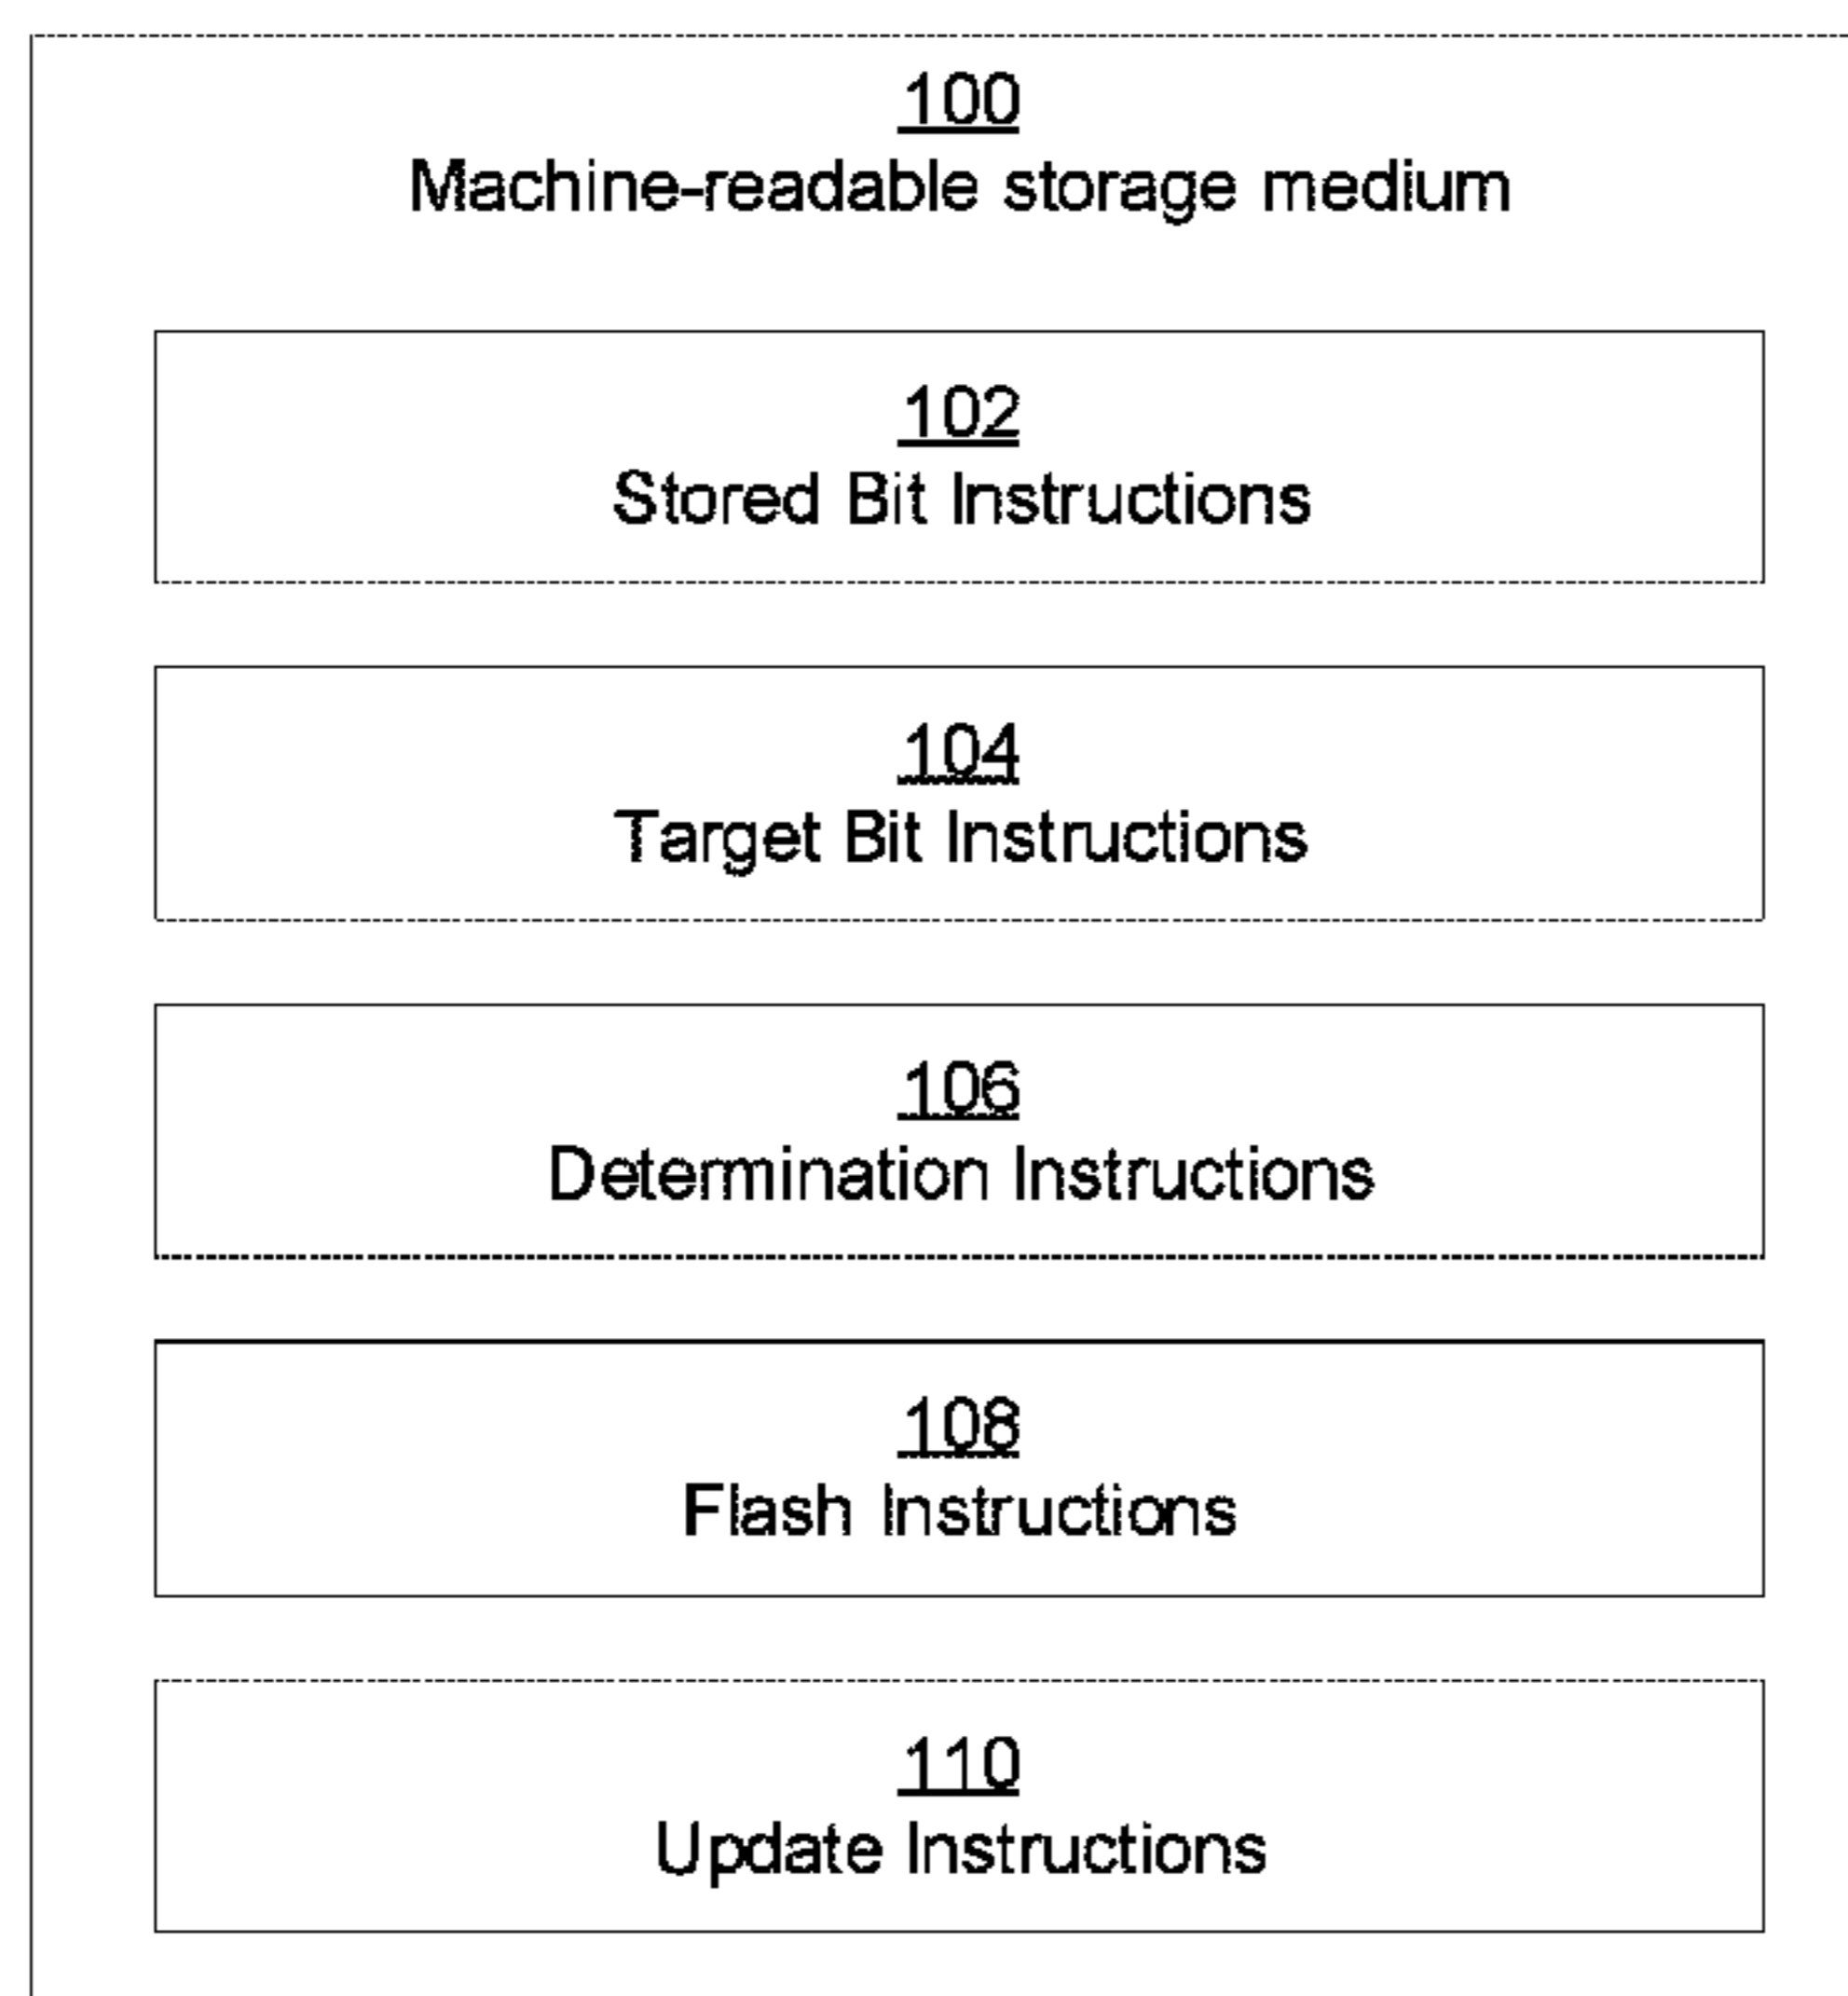 100
Machine-readable storage medium
102
Stored Bit Instructions
104
Target Bit Instructions
106
Determination Instructions
108
Flash Instructions
110
Update Instructions